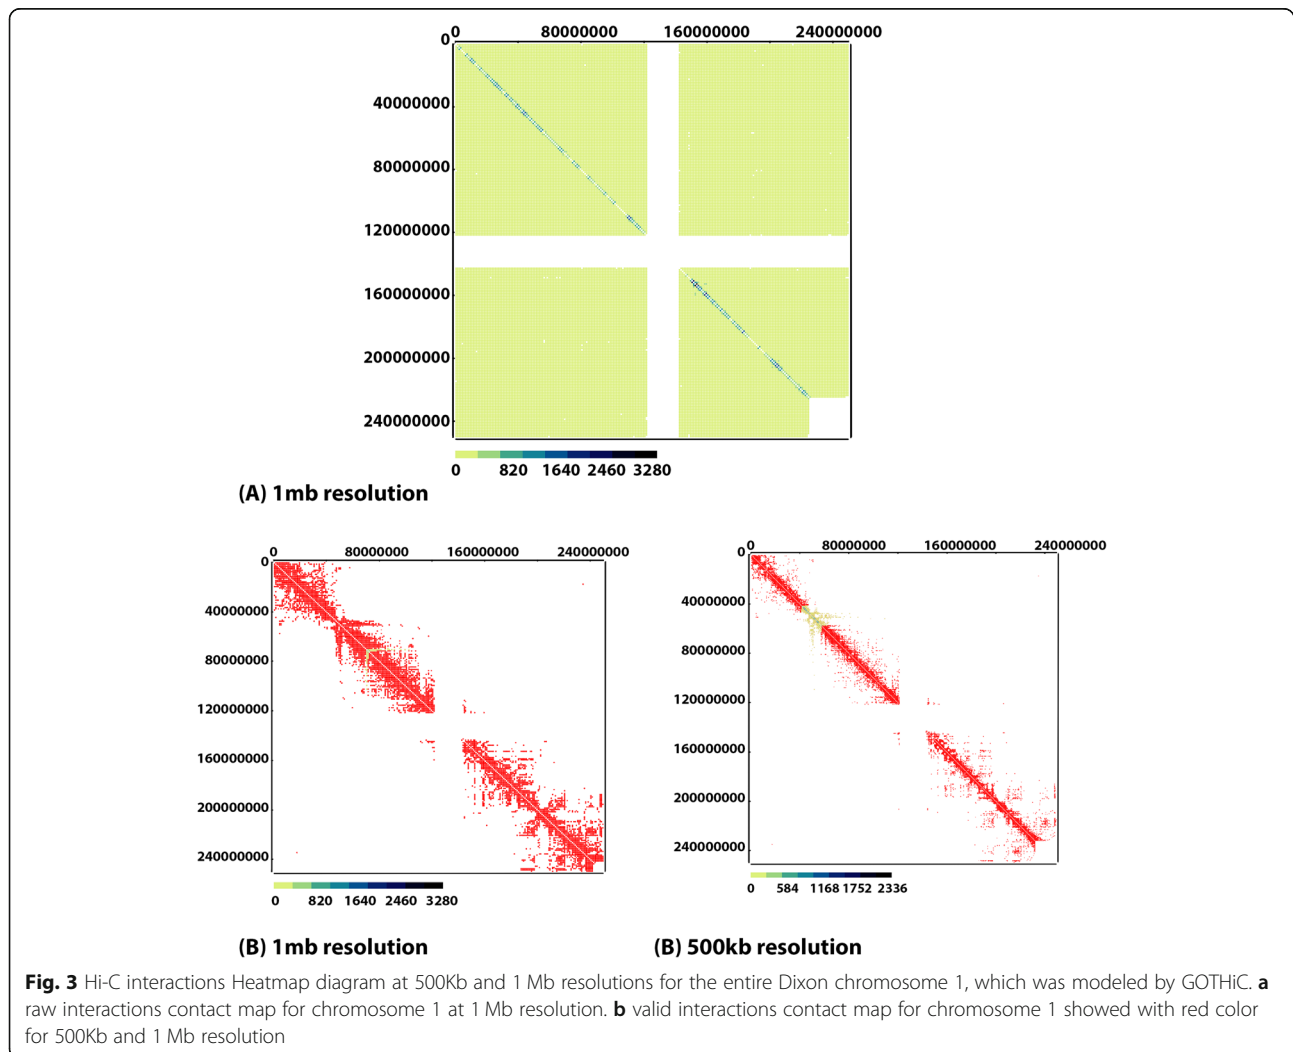 0 80000000 160000000 240000000
0
40000000
80000000
120000000
160000000
200000000
240000000
0 820 1640 2460 3280
(A) 1mb resolution
0 80000000 160000000 240000000
0
40000000
80000000
120000000
160000000
200000000
240000000
0 820 1640 2460 3280
(B) 1mb resolution
0 80000000 160000000 240000000
0
40000000
80000000
120000000
160000000
200000000
240000000
0 584 1168 1752 2336
(B) 500kb resolution
Fig. 3 Hi-C interactions Heatmap diagram at 500Kb and 1 Mb resolutions for the entire Dixon chromosome 1, which was modeled by GOTHiC. a
raw interactions contact map for chromosome 1 at 1 Mb resolution. b valid interactions contact map for chromosome 1 showed with red color
for 500Kb and 1 Mb resolution